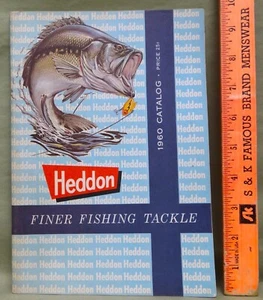 1960 CATALOG · PRICE 25¢
Heddon
FINER FISHING TACKLE
S & K FAMOUS BRAND MENSWEAR